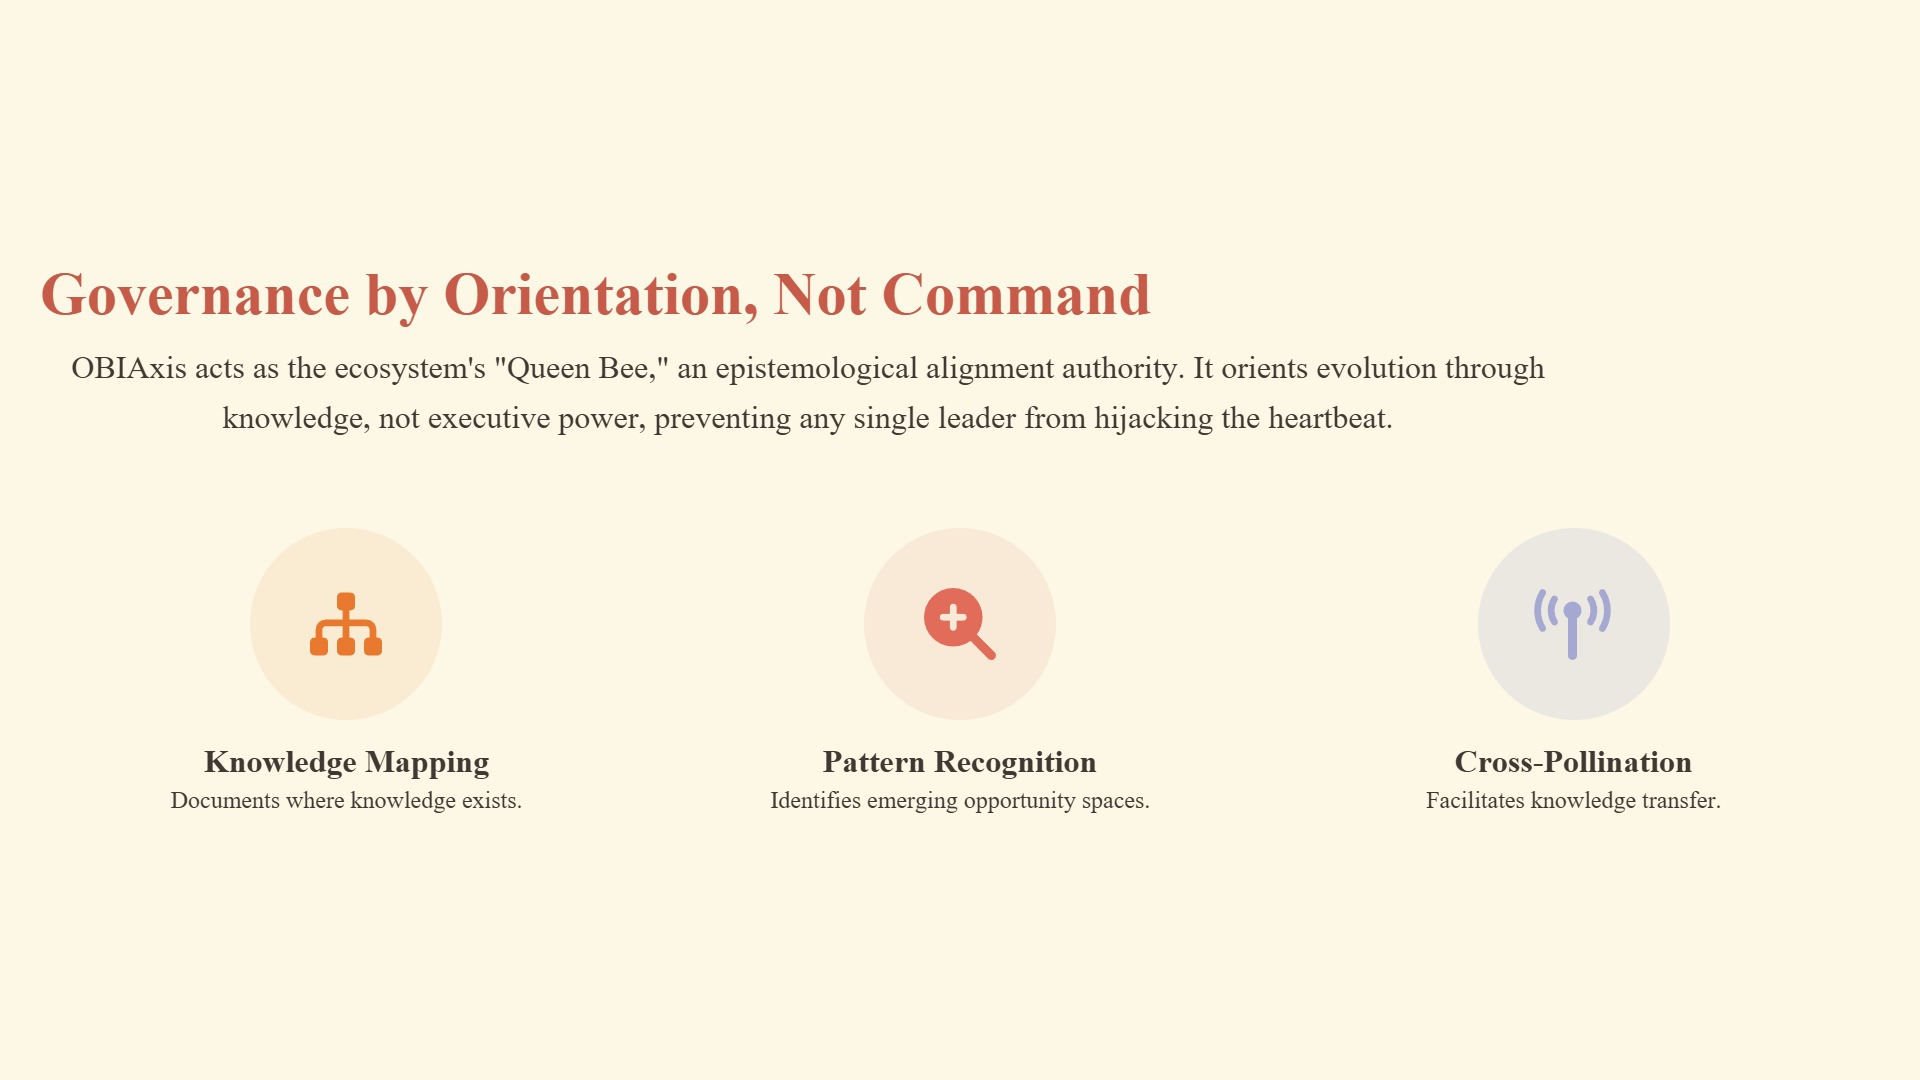 Governance by Orientation, Not Command
OBIAxis acts as the ecosystem's "Queen Bee," an epistemological alignment authority. It orients evolution through
knowledge, not executive power, preventing any single leader from hijacking the heartbeat.
Knowledge Mapping
Documents where knowledge exists.
Pattern Recognition
Identifies emerging opportunity spaces.
Cross-Pollination
Facilitates knowledge transfer.